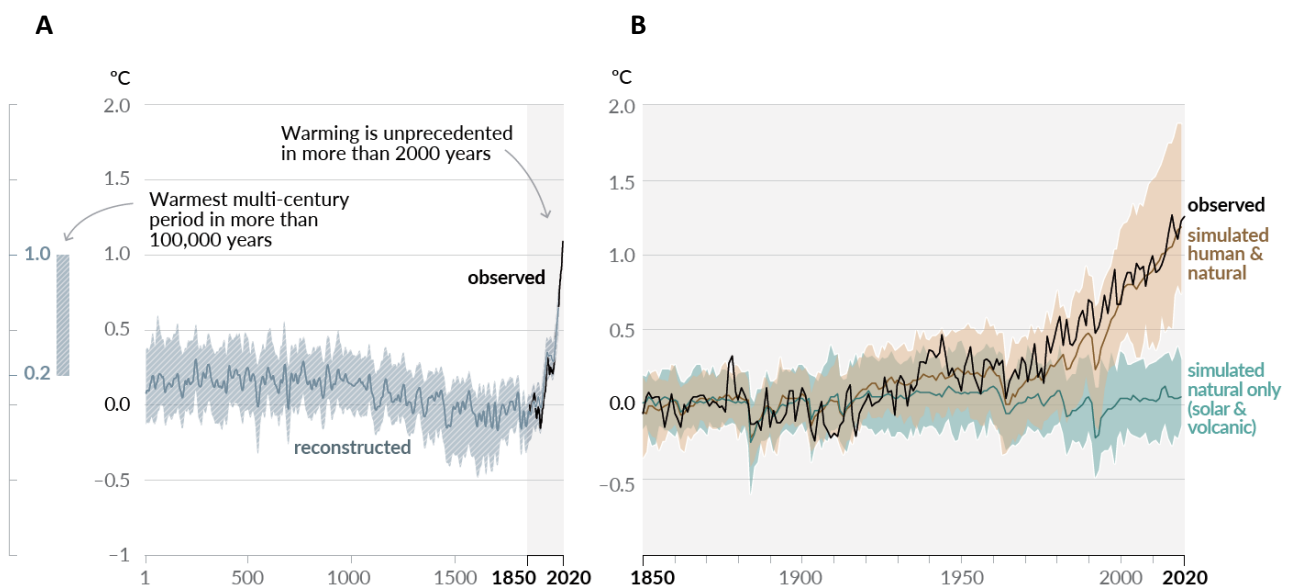 A
B
°C
2.0
1.5
1.0
0.5
0.0
−0.5
−1
Warming is unprecedented
in more than 2000 years
Warmest multi-century
period in more than
100,000 years
1.0
0.2
observed
reconstructed
1
500
1000
1500
1850
2020
°C
2.0
1.5
1.0
0.5
0.0
−0.5
observed
simulated
human &
natural
simulated
natural only
(solar &
volcanic)
1850
1900
1950
2000
2020